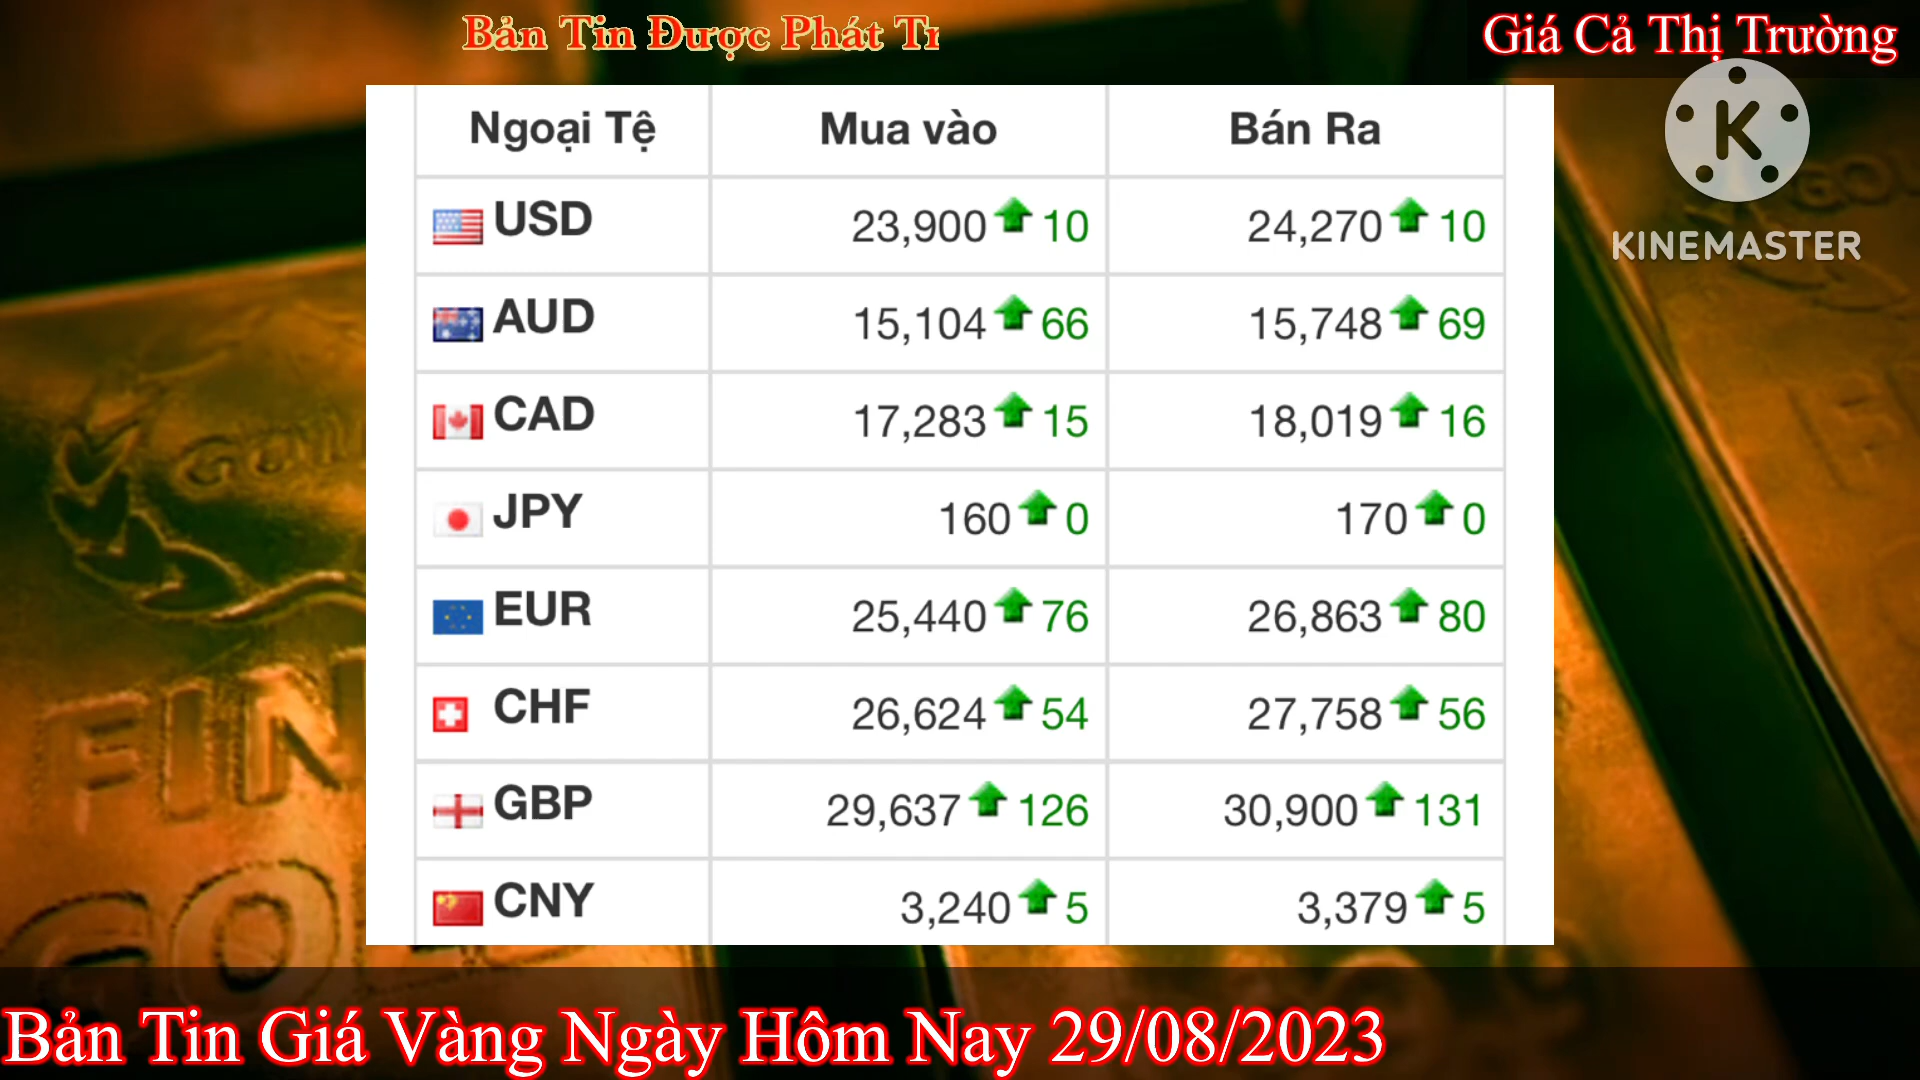 Bản Tin Được Phát
Giá Cả Thị Trường
KINEMASTER
Ngoại Tệ Mua vào Bán Ra
USD 23,900 10 24,270 10
AUD 15,104 66 15,748 69
CAD 17,283 15 18,019 16
JPY 160 0 170 0
EUR 25,440 76 26,863 80
CHF 26,624 54 27,758 56
GBP 29,637 126 30,900 131
CNY 3,240 5 3,379 5
Bản Tin Giá Vàng Ngày Hôm Nay 29/08/2023